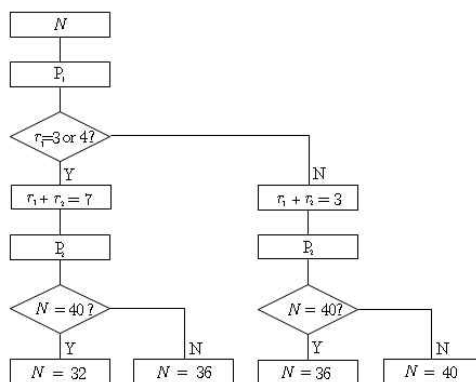 N
P₁
r₁=3 or 4?
Y
N
r₁ + r₂ = 7
r₁ + r₂ = 3
P₂
P₂
N = 40?
N = 40?
Y
N
Y
N
N = 32
N = 36
N = 36
N = 40